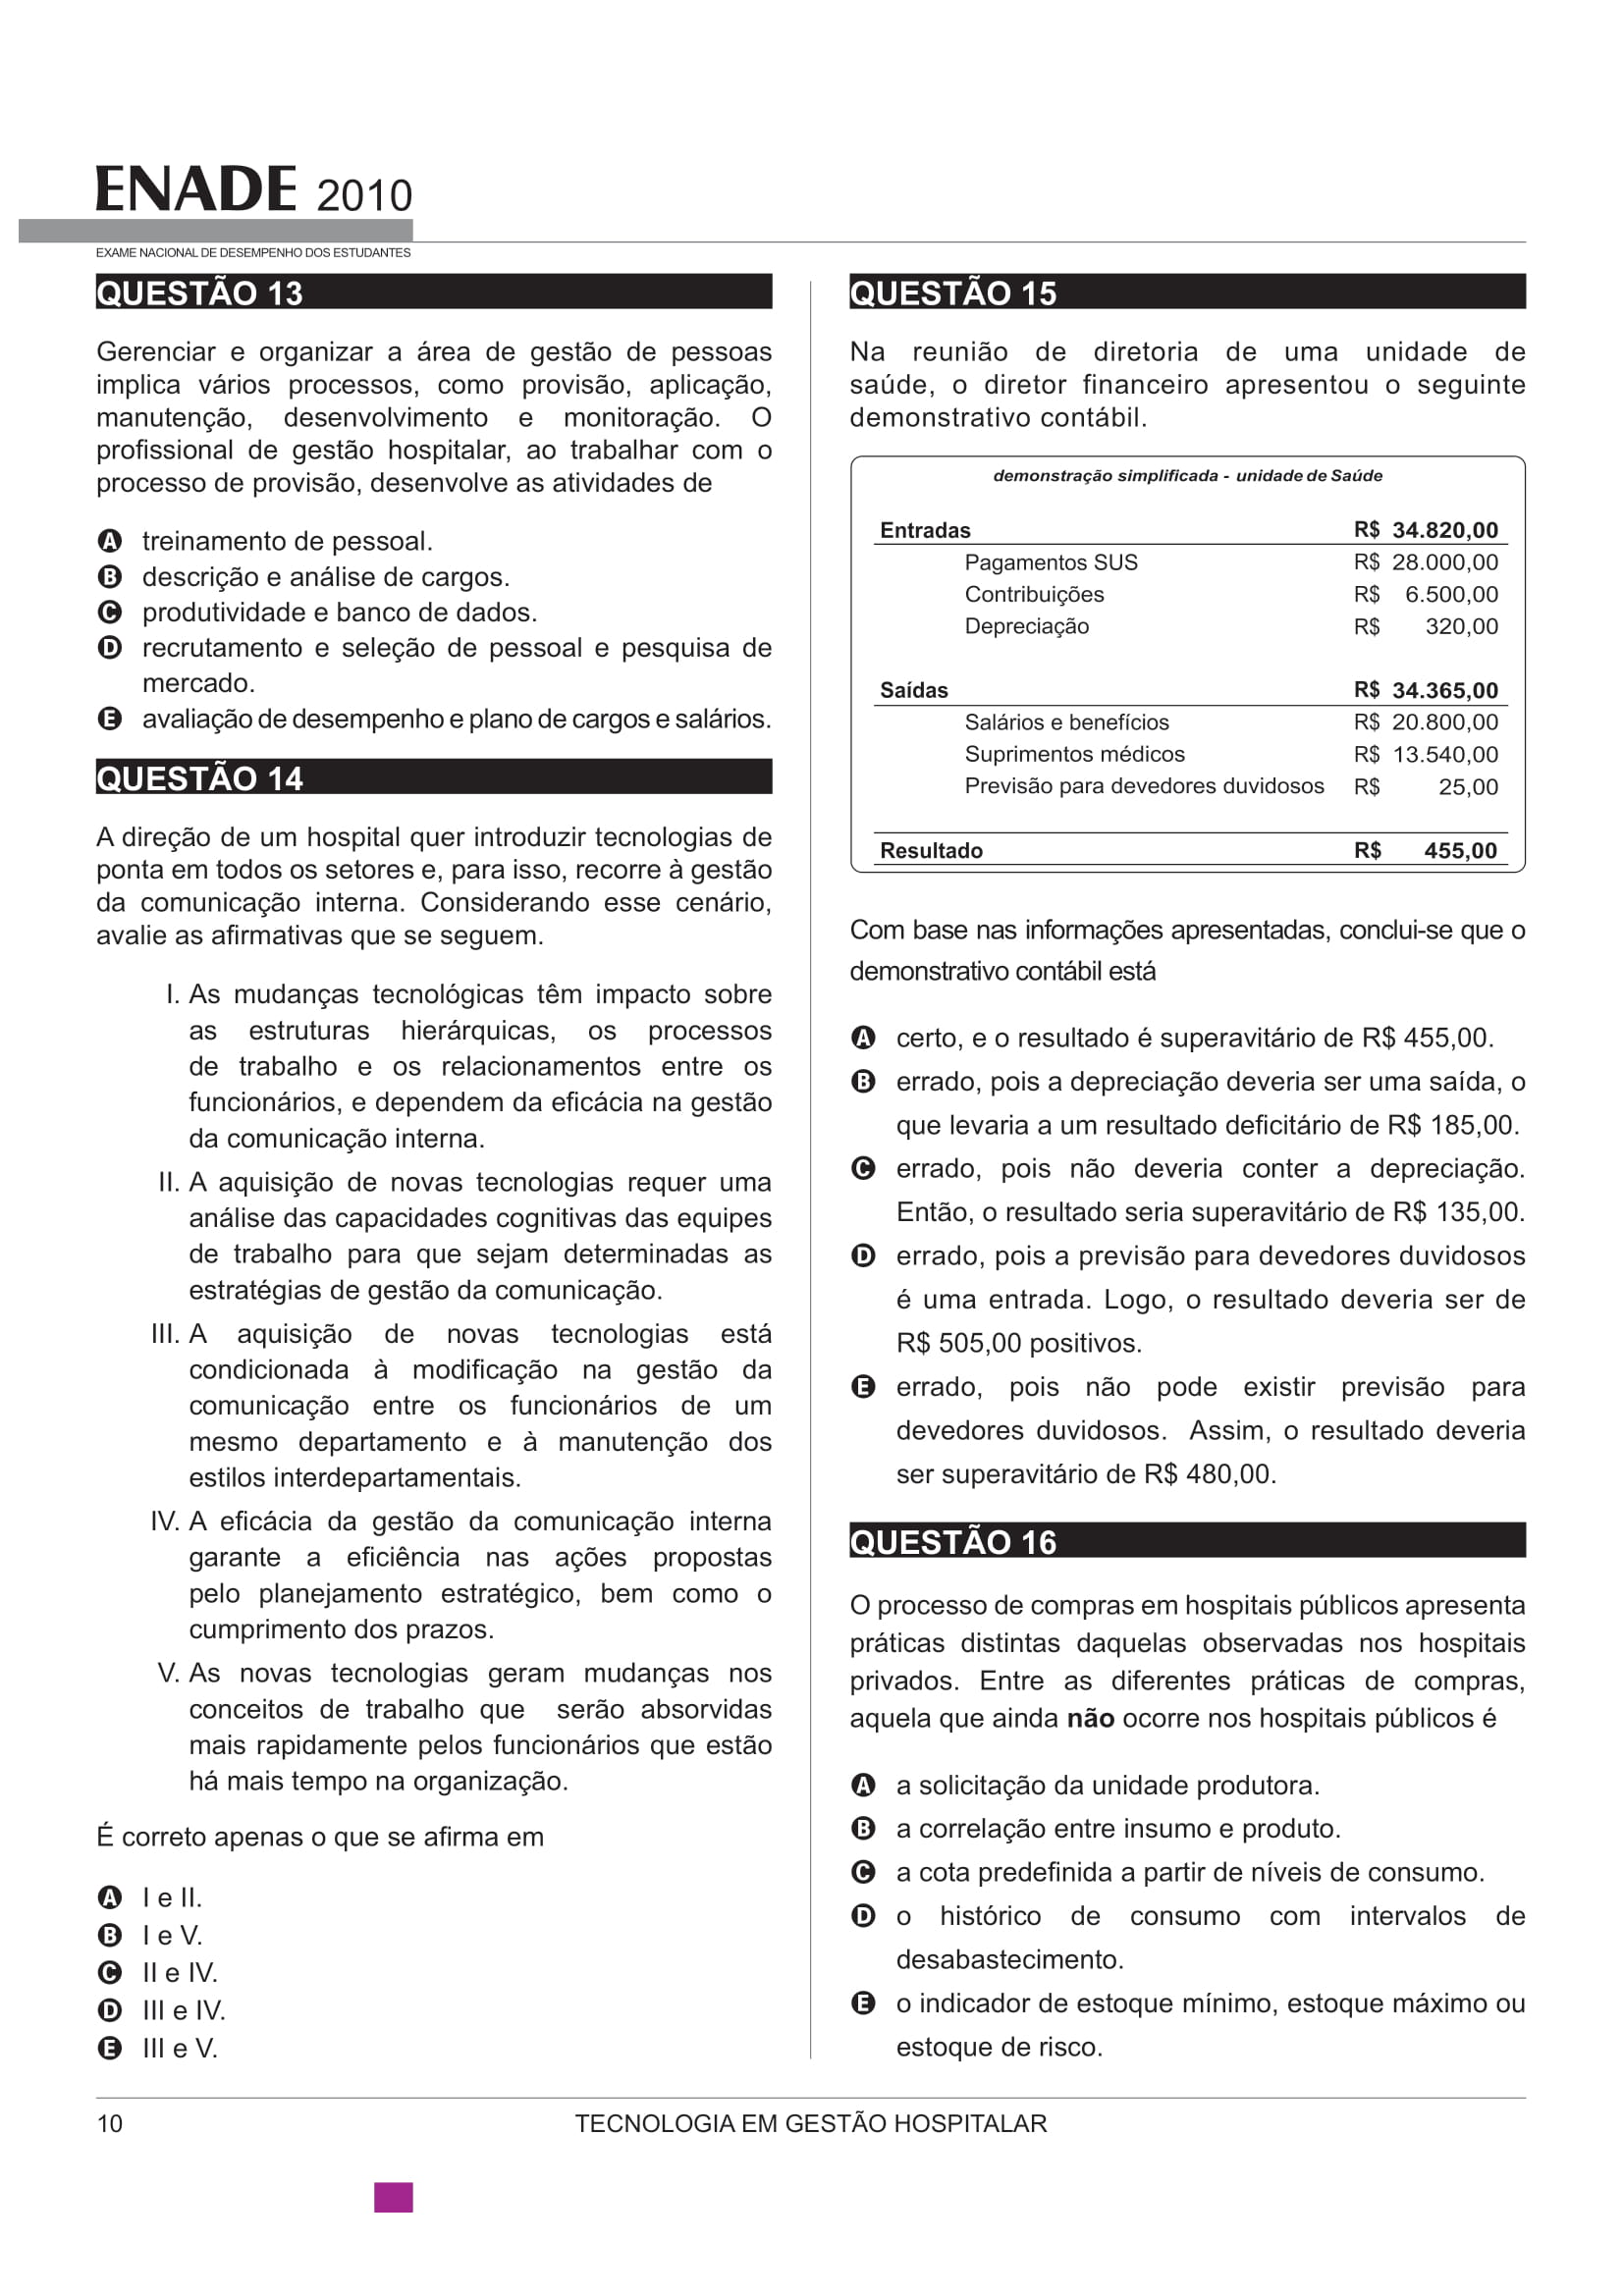 ENADE 2010
EXAME NACIONAL DE DESEMPENHO DOS ESTUDANTES
QUESTÃO 13
Gerenciar e organizar a área de gestão de pessoas
implica vários processos, como provisão, aplicação,
manutenção, desenvolvimento e monitoração. O
profissional de gestão hospitalar, ao trabalhar com o
processo de provisão, desenvolve as atividades de
A treinamento de pessoal.
B descrição e análise de cargos.
C produtividade e banco de dados.
D recrutamento e seleção de pessoal e pesquisa de
mercado.
E avaliação de desempenho e plano de cargos e salários.
QUESTÃO 14
A direção de um hospital quer introduzir tecnologias de
ponta em todos os setores e, para isso, recorre à gestão
da comunicação interna. Considerando esse cenário,
avalie as afirmativas que se seguem.
I. As mudanças tecnológicas têm impacto sobre
as estruturas hierárquicas, os processos
de trabalho e os relacionamentos entre os
funcionários, e dependem da eficácia na gestão
da comunicação interna.
II. A aquisição de novas tecnologias requer uma
análise das capacidades cognitivas das equipes
de trabalho para que sejam determinadas as
estratégias de gestão da comunicação.
III. A aquisição de novas tecnologias está
condicionada à modificação na gestão da
comunicação entre os funcionários de um
mesmo departamento e à manutenção dos
estilos interdepartamentais.
IV. A eficácia da gestão da comunicação interna
garante a eficiência nas ações propostas
pelo planejamento estratégico, bem como o
cumprimento dos prazos.
V. As novas tecnologias geram mudanças nos
conceitos de trabalho que serão absorvidas
mais rapidamente pelos funcionários que estão
há mais tempo na organização.
É correto apenas o que se afirma em
A I e II.
B I e V.
C II e IV.
D III e IV.
E III e V.
QUESTÃO 15
Na reunião de diretoria de uma unidade de
saúde, o diretor financeiro apresentou o seguinte
demonstrativo contábil.
demonstração simplificada - unidade de Saúde
Entradas R$ 34.820,00
Pagamentos SUS R$ 28.000,00
Contribuições R$ 6.500,00
Depreciação R$ 320,00
Saídas R$ 34.365,00
Salários e benefícios R$ 20.800,00
Suprimentos médicos R$ 13.540,00
Previsão para devedores duvidosos R$ 25,00
Resultado R$ 455,00
Com base nas informações apresentadas, conclui-se que o
demonstrativo contábil está
A certo, e o resultado é superavitário de R$ 455,00.
B errado, pois a depreciação deveria ser uma saída, o
que levaria a um resultado deficitário de R$ 185,00.
C errado, pois não deveria conter a depreciação.
Então, o resultado seria superavitário de R$ 135,00.
D errado, pois a previsão para devedores duvidosos
é uma entrada. Logo, o resultado deveria ser de
R$ 505,00 positivos.
E errado, pois não pode existir previsão para
devedores duvidosos. Assim, o resultado deveria
ser superavitário de R$ 480,00.
QUESTÃO 16
O processo de compras em hospitais públicos apresenta
práticas distintas daquelas observadas nos hospitais
privados. Entre as diferentes práticas de compras,
aquela que ainda não ocorre nos hospitais públicos é
A a solicitação da unidade produtora.
B a correlação entre insumo e produto.
C a cota predefinida a partir de níveis de consumo.
D o histórico de consumo com intervalos de
desabastecimento.
E o indicador de estoque mínimo, estoque máximo ou
estoque de risco.
10
TECNOLOGIA EM GESTÃO HOSPITALAR